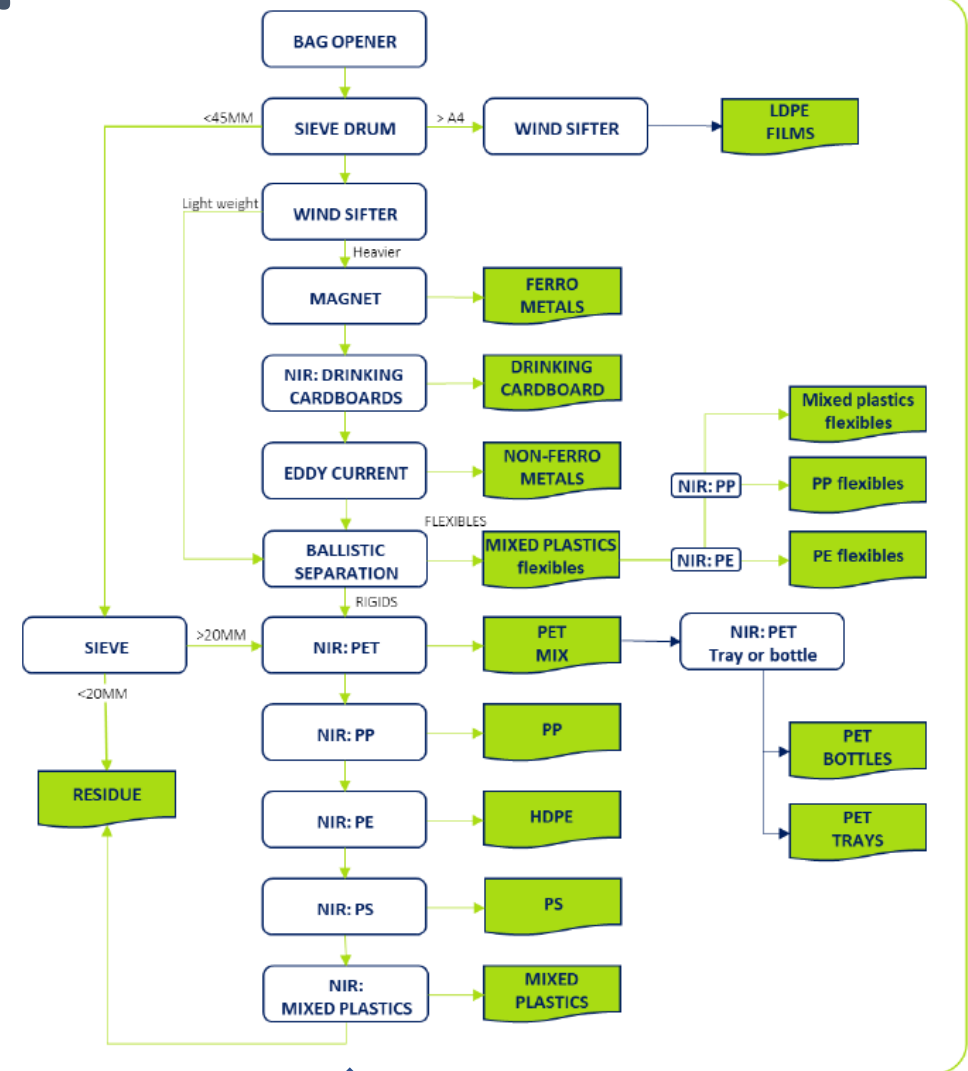 BAG OPENER
<45MM
SIEVE DRUM
> A4
WIND SIFTER
LDPE
FILMS
Light weight
WIND SIFTER
Heavier
MAGNET
FERRO
METALS
NIR: DRINKING
CARDBOARDS
DRINKING
CARDBOARD
Mixed plastics
flexibles
EDDY CURRENT
NON-FERRO
METALS
NIR: PP
PP flexibles
FLEXIBLES
BALLISTIC
SEPARATION
MIXED PLASTICS
flexibles
NIR: PE
PE flexibles
RIGIDS
SIEVE
>20MM
NIR: PET
PET
MIX
NIR: PET
Tray or bottle
<20MM
NIR: PP
PP
PET
BOTTLES
RESIDUE
NIR: PE
HDPE
PET
TRAYS
NIR: PS
PS
NIR:
MIXED PLASTICS
MIXED
PLASTICS